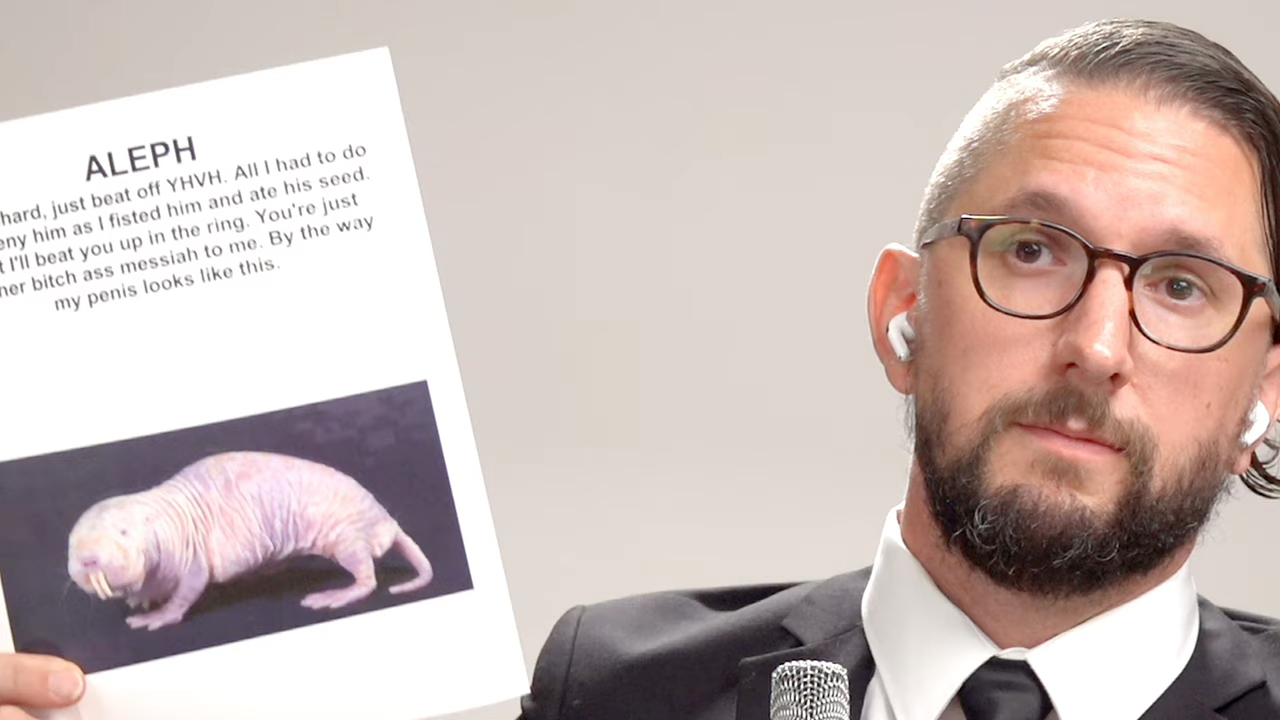 ALEPH
hard, just beat off YHVH. All I had to do
him as I fisted him and ate his seed.
I'll beat you up in the ring. You're just
bitch ass messiah to me. By the way
my penis looks like this.